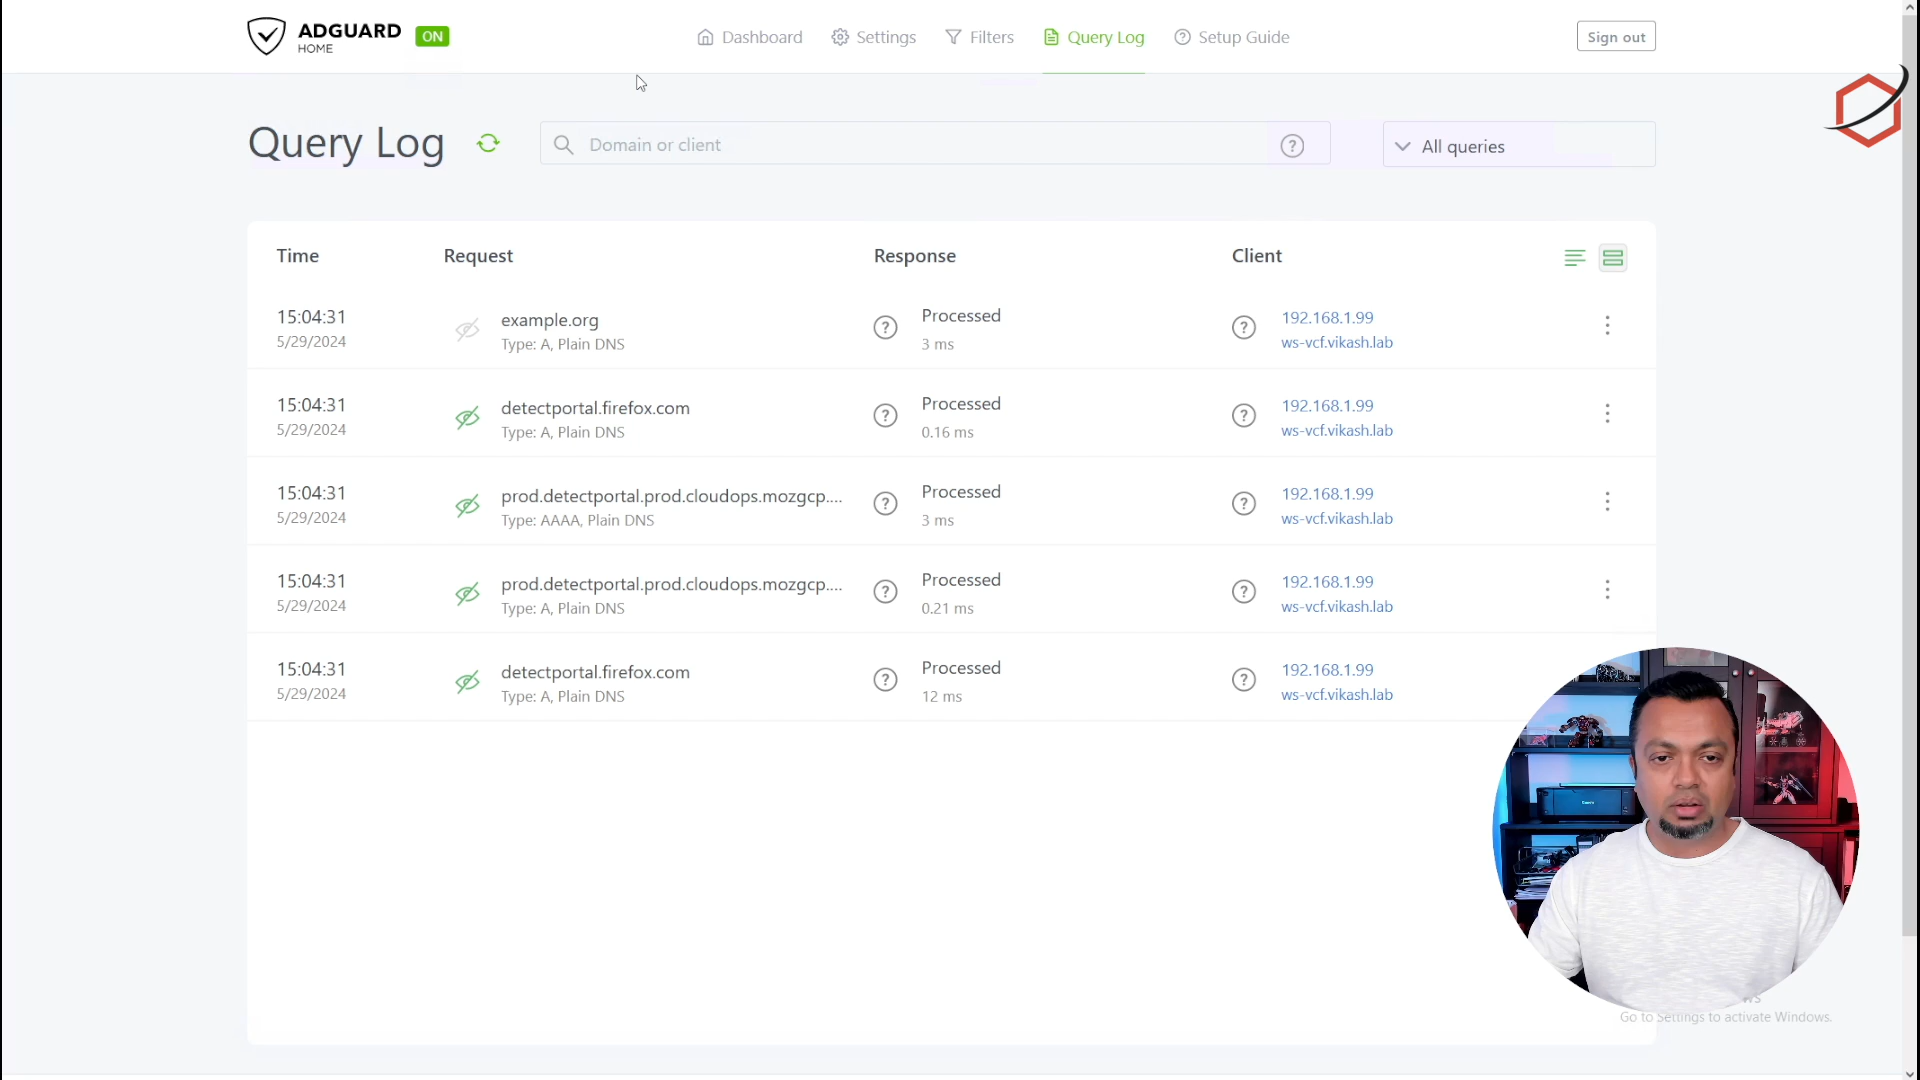 ADGUARD
HOME
ON
Dashboard
Settings
Filters
Query Log
Setup Guide
Sign out
Query Log
Domain or client
All queries
Time
Request
Response
Client
15:04:31
5/29/2024
example.org
Type: A, Plain DNS
Processed
3 ms
192.168.1.99
ws-vcf.vikash.lab
15:04:31
5/29/2024
detectportal.firefox.com
Type: A, Plain DNS
Processed
0.16 ms
192.168.1.99
ws-vcf.vikash.lab
15:04:31
5/29/2024
prod.detectportal.prod.cloudops.mozgcp....
Type: AAAA, Plain DNS
Processed
3 ms
192.168.1.99
ws-vcf.vikash.lab
15:04:31
5/29/2024
prod.detectportal.prod.cloudops.mozgcp....
Type: A, Plain DNS
Processed
0.21 ms
192.168.1.99
ws-vcf.vikash.lab
15:04:31
5/29/2024
detectportal.firefox.com
Type: A, Plain DNS
Processed
12 ms
192.168.1.99
ws-vcf.vikash.lab
Go to Settings to activate Windows.